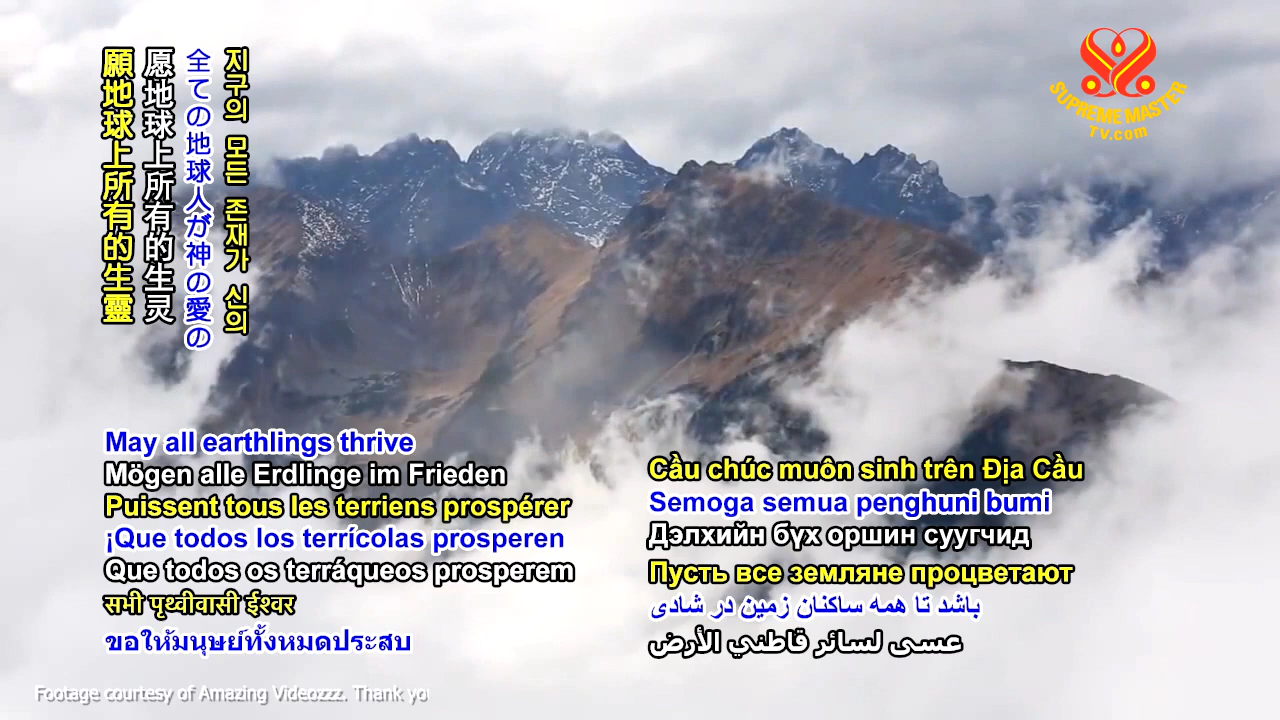 願地球上所有的生靈
愿地球上所有的生灵
全ての地球人が神の愛の
지구의 모든 존재가 신의
SUPREME MASTER
TV.com
May all earthlings thrive
Mögen alle Erdlinge im Frieden
Puissent tous les terriens prospérer
¡Que todos los terrícolas prosperen
Que todos os terráqueos prosperem
सभी पृथ्वीवासी ईश्वर
ขอให้มนุษย์ทั้งหมดประสบ
Cầu chúc muôn sinh trên Địa Cầu
Semoga semua penghuni bumi
Дэлхийн бүх оршин суугчид
Пусть все земляне процветают
باشد تا همه ساکنان زمین در شادی
عسى لسائر قاطني الأرض
Footage courtesy of Amazing Videozzz. Thank yo